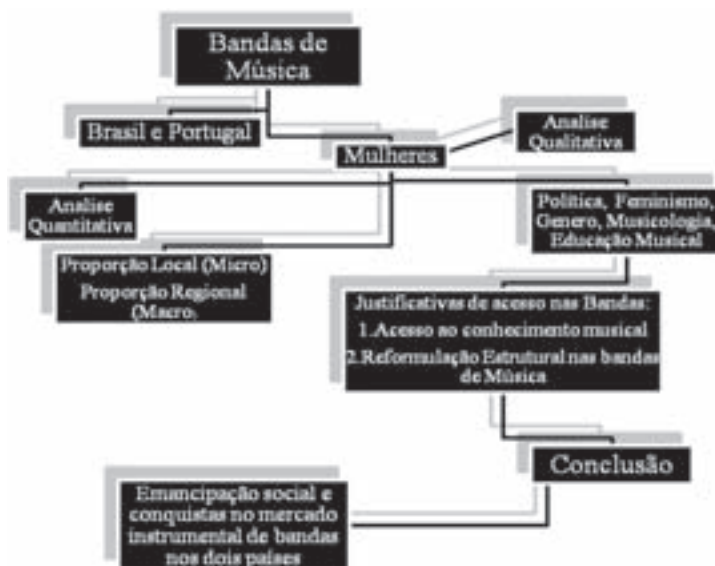 Bandas de
Música
Brasil e Portugal
Mulheres
Analise
Qualitativa
Analise
Quantitativa
Política, Feminismo,
Genero, Musicologia,
Educação Musical
Proporção Local (Micro)
Proporção Regional
(Macro)
Justificativas de acesso nas Bandas:
1.Acesso ao conhecimento musical
2.Reformulação Estrutural nas bandas
de Música
Conclusão
Emancipação social e
conquistas no mercado
instrumental de bandas
nos dois países